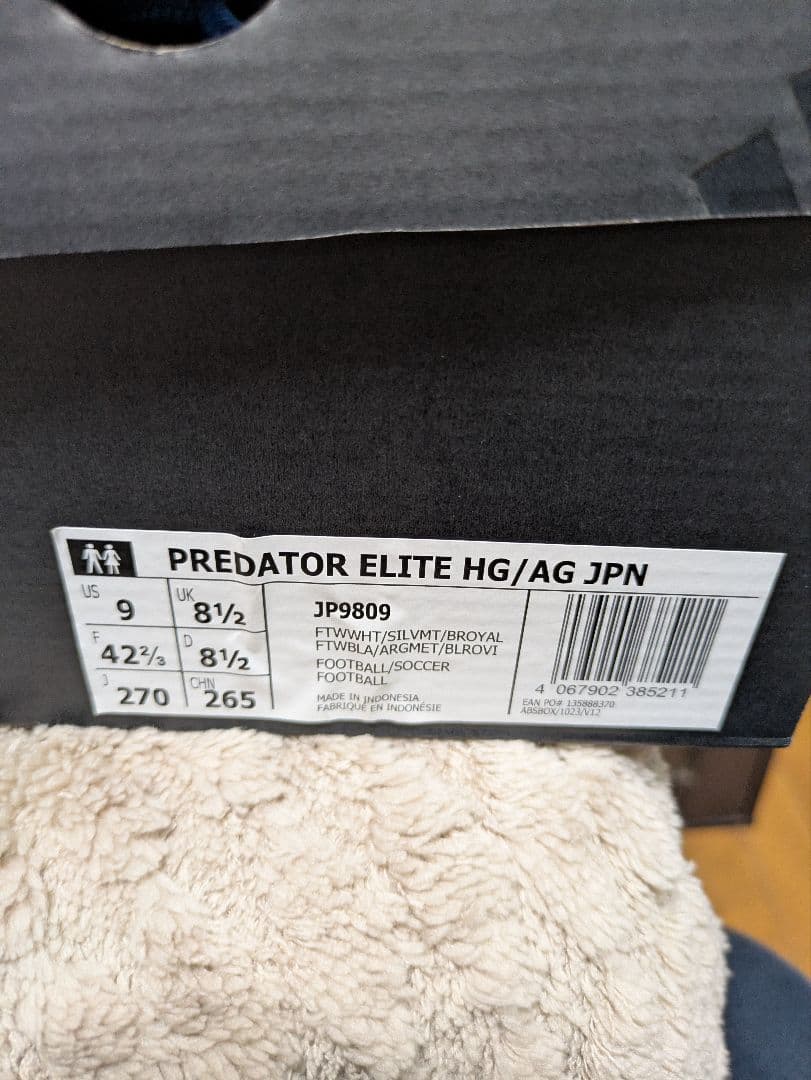 PREDATOR ELITE HG/AG JPN
US 9
UK 8½
F 42⅔
D 8½
J 270
CHN 265
JP9809
FTWWHT/SILVMT/BROYAL
FTWBLA/ARGMET/BLROVI
FOOTBALL/SOCCER
FOOTBALL
MADE IN INDONESIA
FABRIQUÉ EN INDONÉSIE
4 067902 385211
EAN PO# 135888370
ABSBOX/1023/V12